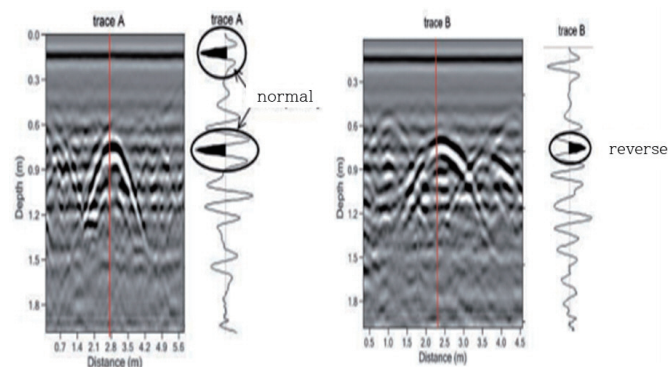 trace A
trace A
0.0
0.3
0.6
0.9
1.2
1.5
1.8
Depth (m)
0.7 1.4 2.1 2.8 3.5 4.2 4.9 5.6
Distance (m)
normal
trace B
trace B
0.3
0.6
0.9
1.2
1.5
1.8
Depth (m)
0.5 1.0 1.5 2.0 2.5 3.0 3.5 4.0 4.5
Distance (m)
reverse